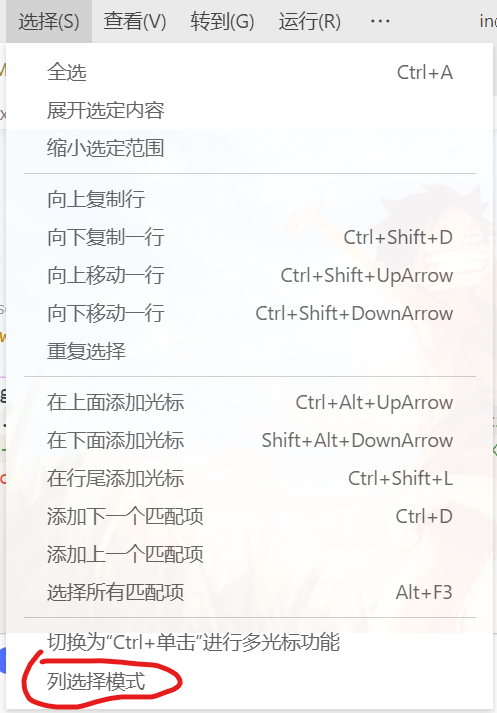 选择(S) 查看(V) 转到(G) 运行(R) ···
全选 Ctrl+A
展开选定内容
缩小选定范围
向上复制行
向下复制一行 Ctrl+Shift+D
向上移动一行 Ctrl+Shift+UpArrow
向下移动一行 Ctrl+Shift+DownArrow
重复选择
在上面添加光标 Ctrl+Alt+UpArrow
在下面添加光标 Shift+Alt+DownArrow
在行尾添加光标 Ctrl+Shift+L
添加下一个匹配项 Ctrl+D
添加上一个匹配项
选择所有匹配项 Alt+F3
切换为“Ctrl+单击”进行多光标功能
列选择模式